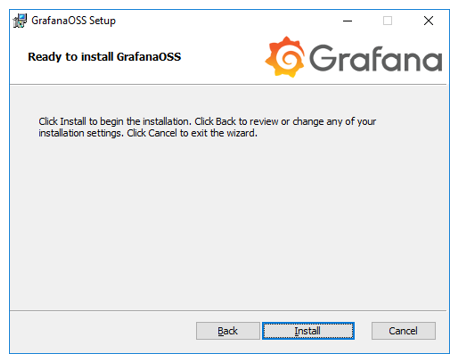 GrafanaOSS Setup
Ready to install GrafanaOSS
Grafana
Click Install to begin the installation. Click Back to review or change any of your
installation settings. Click Cancel to exit the wizard.
Back
Install
Cancel